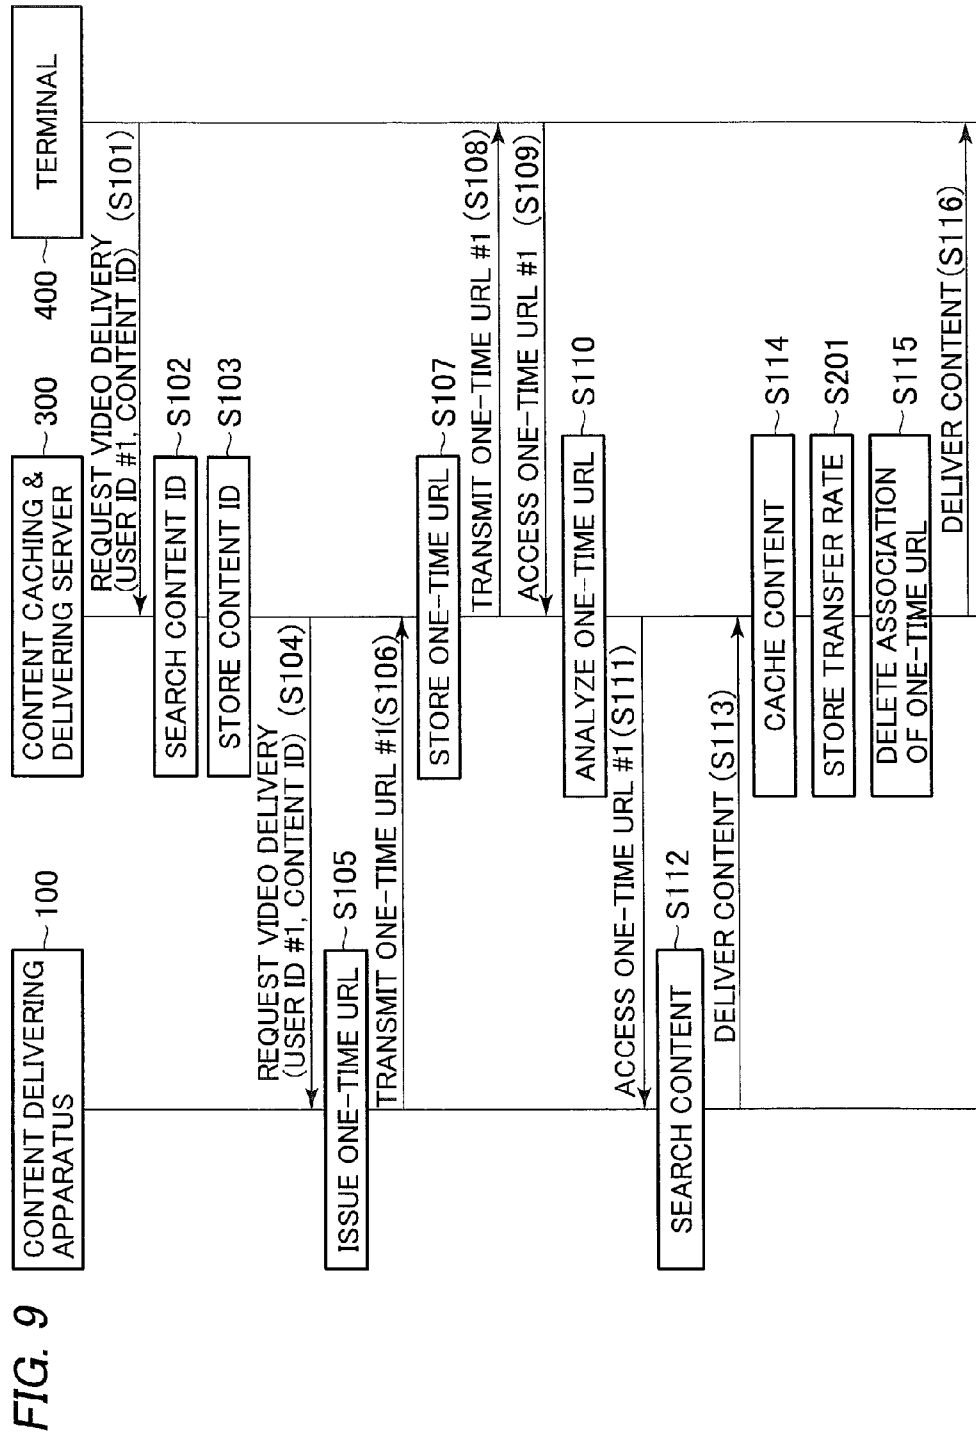 FIG. 9
CONTENT DELIVERING
APPARATUS
100
CONTENT CACHING &
DELIVERING SERVER
300
TERMINAL
400
REQUEST VIDEO DELIVERY
(USER ID #1, CONTENT ID) (S101)
SEARCH CONTENT ID
S102
STORE CONTENT ID
S103
REQUEST VIDEO DELIVERY
(USER ID #1, CONTENT ID) (S104)
ISSUE ONE-TIME URL
S105
TRANSMIT ONE-TIME URL #1(S106)
STORE ONE-TIME URL
S107
TRANSMIT ONE-TIME URL #1 (S108)
ACCESS ONE-TIME URL #1 (S109)
ANALYZE ONE-TIME URL
S110
ACCESS ONE-TIME URL #1(S111)
SEARCH CONTENT
S112
DELIVER CONTENT (S113)
CACHE CONTENT
S114
STORE TRANSFER RATE
S201
DELETE ASSOCIATION
OF ONE-TIME URL
S115
DELIVER CONTENT(S116)